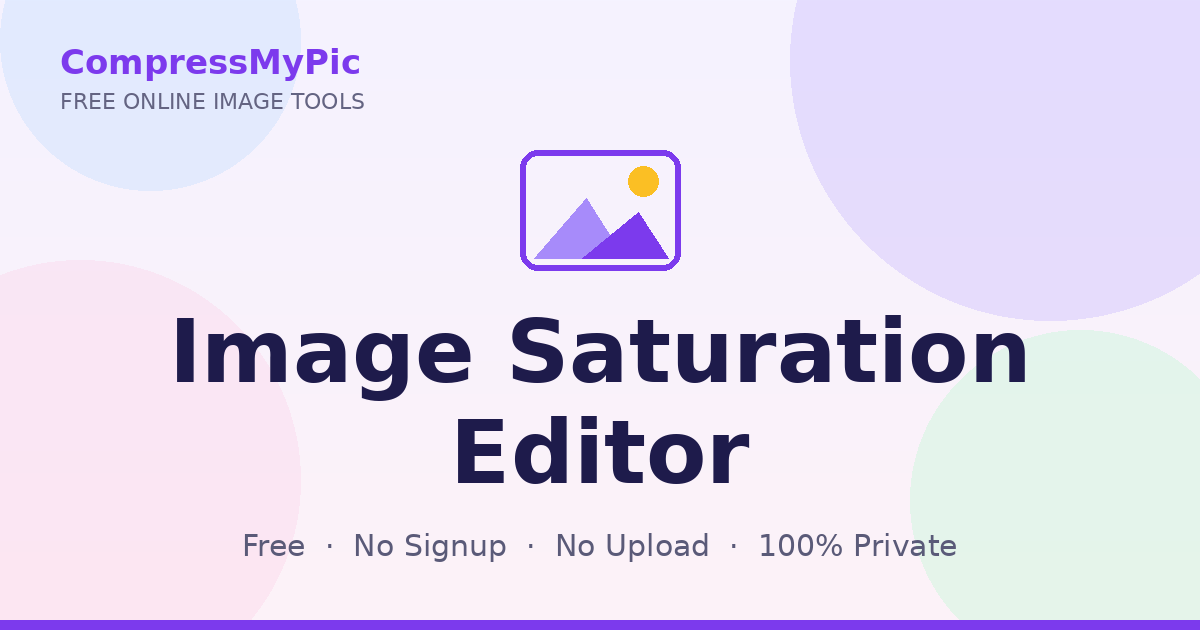 CompressMyPic
FREE ONLINE IMAGE TOOLS
Image Saturation
Editor
Free · No Signup · No Upload · 100% Private